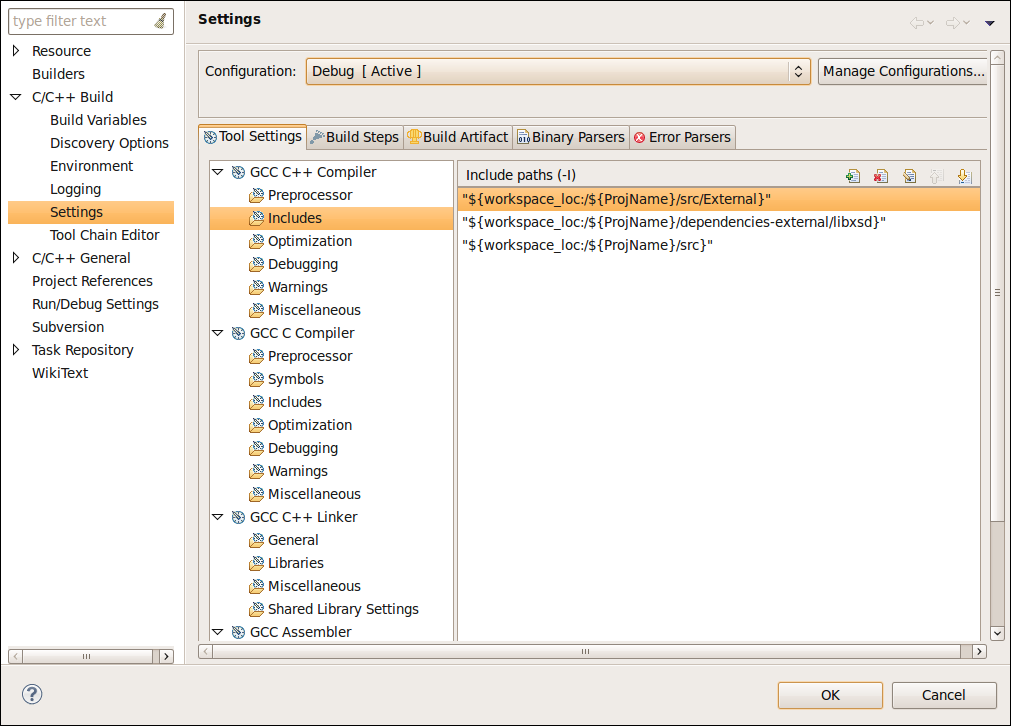 type filter text
Resource
Builders
C/C++ Build
Build Variables
Discovery Options
Environment
Logging
Settings
Tool Chain Editor
C/C++ General
Project References
Run/Debug Settings
Subversion
Task Repository
WikiText
Settings
Configuration: Debug [ Active ] Manage Configurations...
Tool Settings Build Steps Build Artifact Binary Parsers Error Parsers
GCC C++ Compiler
Preprocessor
Includes
Optimization
Debugging
Warnings
Miscellaneous
GCC C Compiler
Preprocessor
Symbols
Includes
Optimization
Debugging
Warnings
Miscellaneous
GCC C++ Linker
General
Libraries
Miscellaneous
Shared Library Settings
GCC Assembler
Include paths (-I)
"${workspace_loc:/${ProjName}/src/External}"
"${workspace_loc:/${ProjName}/dependencies-external/libxsd}"
"${workspace_loc:/${ProjName}/src}"
OK Cancel